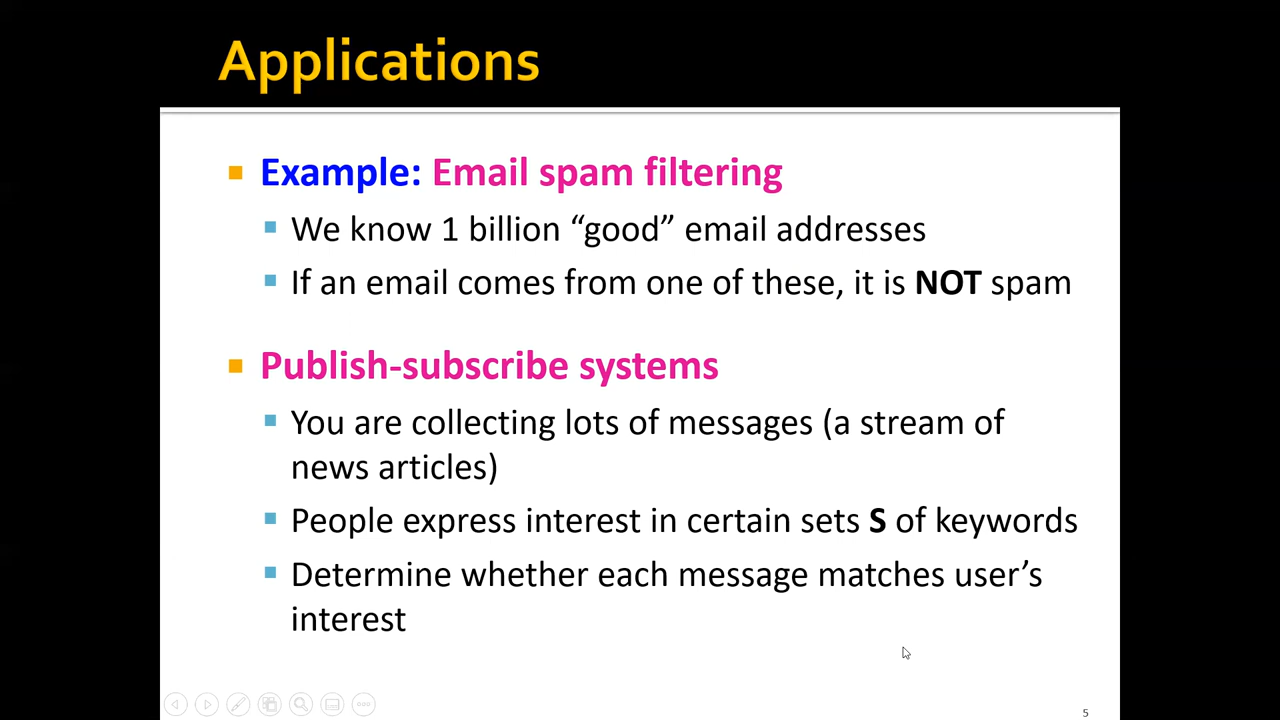 Applications
Example: Email spam filtering
We know 1 billion “good” email addresses
If an email comes from one of these, it is NOT spam
Publish-subscribe systems
You are collecting lots of messages (a stream of
news articles)
People express interest in certain sets S of keywords
Determine whether each message matches user’s
interest
5